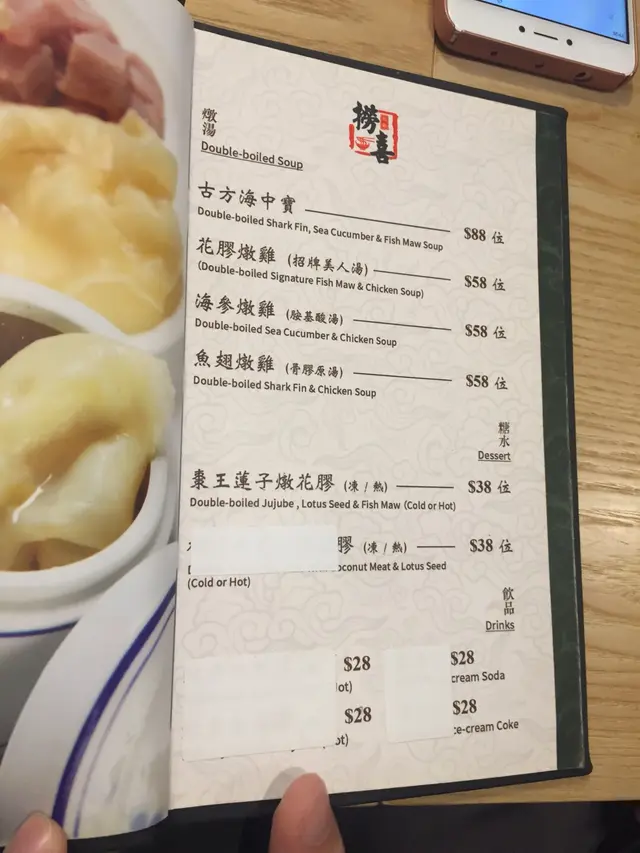 撈喜
燉湯
Double-boiled Soup
古方海中寶 $88 位
Double-boiled Shark Fin, Sea Cucumber & Fish Maw Soup
花膠燉雞 (招牌美人湯) $58 位
(Double-boiled Signature Fish Maw & Chicken Soup)
海參燉雞 (胺基酸湯) $58 位
Double-boiled Sea Cucumber & Chicken Soup
魚翅燉雞 (骨膠原湯) $58 位
Double-boiled Shark Fin & Chicken Soup
糖水
Dessert
棗王蓮子燉花膠 (凍 / 熱) $38 位
Double-boiled Jujube , Lotus Seed & Fish Maw (Cold or Hot)
膠 (凍 / 熱) $38 位
oconut Meat & Lotus Seed
(Cold or Hot)
飲品
Drinks
$28 $28
ot) cream Soda
$28 $28
ot) ce-cream Coke